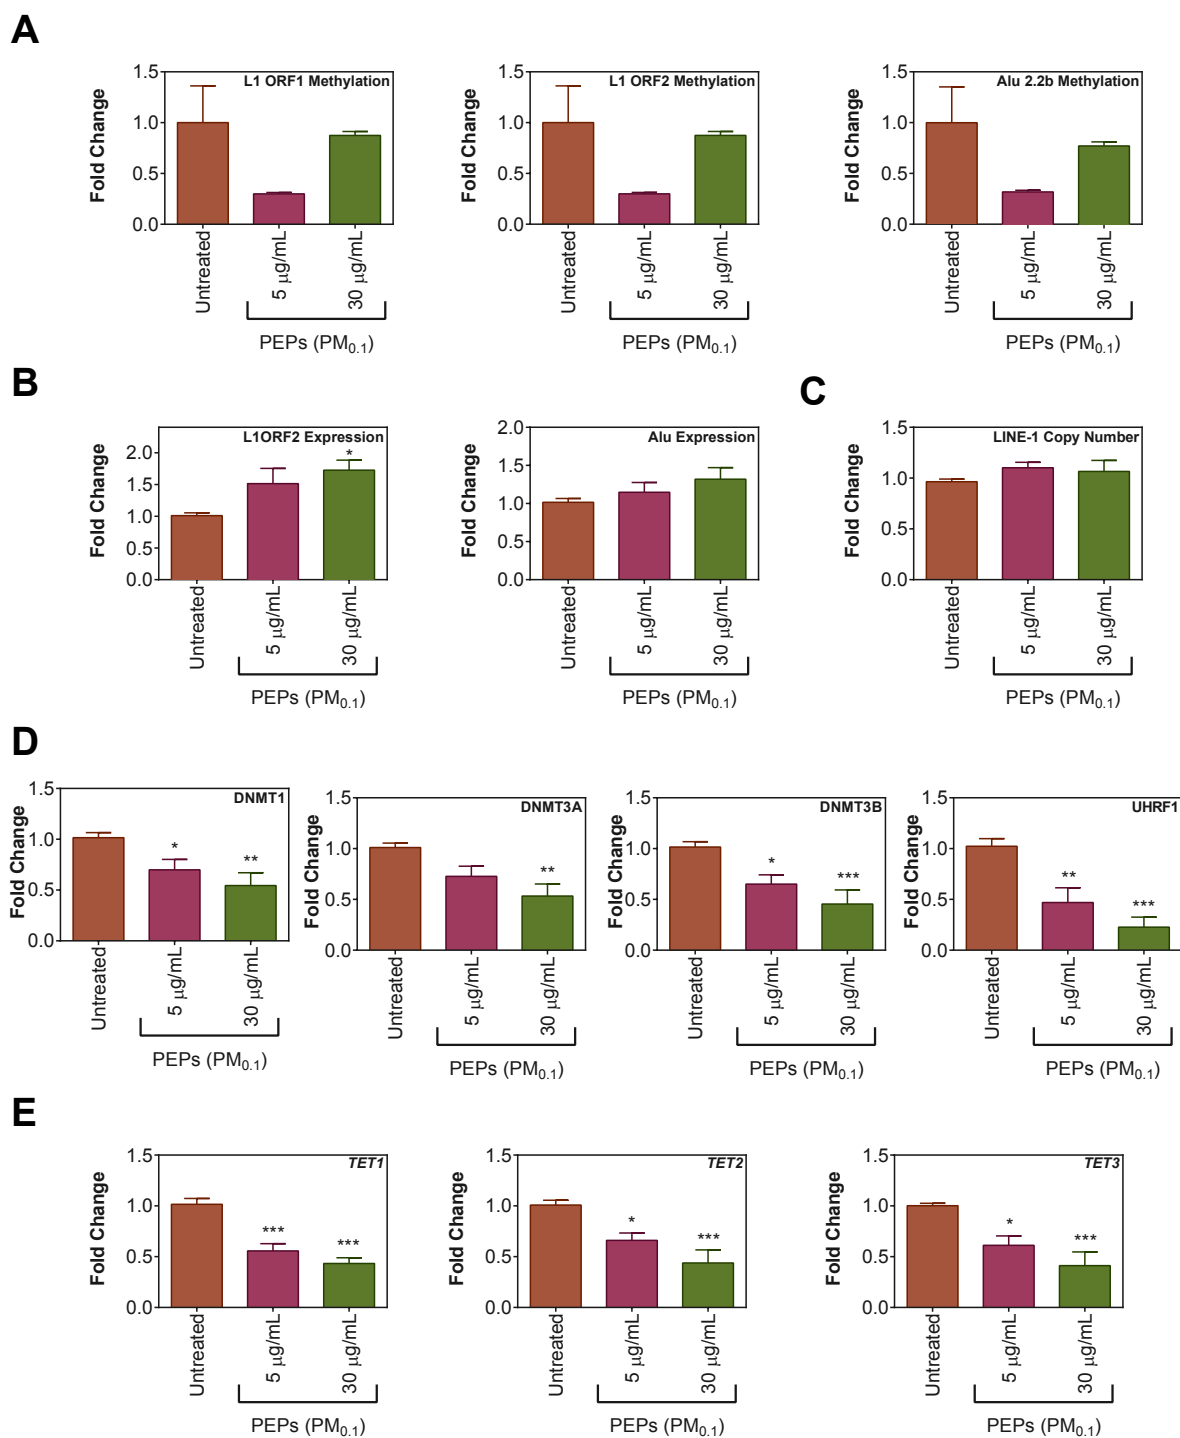 A
L1 ORF1 Methylation
Fold Change
1.5
1.0
0.5
0.0
Untreated
5 μg/mL
30 μg/mL
PEPs (PM0.1)
L1 ORF2 Methylation
Fold Change
1.5
1.0
0.5
0.0
Untreated
5 μg/mL
30 μg/mL
PEPs (PM0.1)
Alu 2.2b Methylation
Fold Change
1.5
1.0
0.5
0.0
Untreated
5 μg/mL
30 μg/mL
PEPs (PM0.1)
B
L1ORF2 Expression
*
Fold Change
2.0
1.5
1.0
0.5
0.0
Untreated
5 μg/mL
30 μg/mL
PEPs (PM0.1)
Alu Expression
Fold Change
2.0
1.5
1.0
0.5
0.0
Untreated
5 μg/mL
30 μg/mL
PEPs (PM0.1)
C
LINE-1 Copy Number
Fold Change
1.5
1.0
0.5
0.0
Untreated
5 μg/mL
30 μg/mL
PEPs (PM0.1)
D
DNMT1
Fold Change
1.5
1.0
0.5
0.0
*
**
Untreated
5 μg/mL
30 μg/mL
PEPs (PM0.1)
DNMT3A
Fold Change
1.5
1.0
0.5
0.0
**
Untreated
5 μg/mL
30 μg/mL
PEPs (PM0.1)
DNMT3B
Fold Change
1.5
1.0
0.5
0.0
*
***
Untreated
5 μg/mL
30 μg/mL
PEPs (PM0.1)
UHRF1
Fold Change
1.5
1.0
0.5
0.0
**
***
Untreated
5 μg/mL
30 μg/mL
PEPs (PM0.1)
E
TET1
Fold Change
1.5
1.0
0.5
0.0
***
***
Untreated
5 μg/mL
30 μg/mL
PEPs (PM0.1)
TET2
Fold Change
1.5
1.0
0.5
0.0
*
***
Untreated
5 μg/mL
30 μg/mL
PEPs (PM0.1)
TET3
Fold Change
1.5
1.0
0.5
0.0
*
***
Untreated
5 μg/mL
30 μg/mL
PEPs (PM0.1)